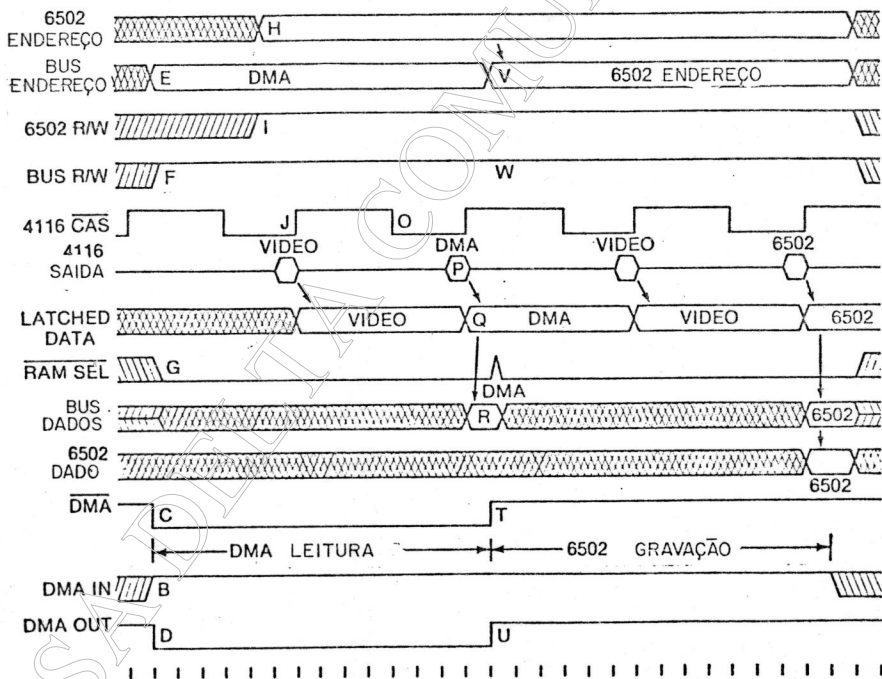 6502
ENDEREÇO
H
BUS
ENDEREÇO
E DMA V 6502 ENDEREÇO
6502 R/W
I
BUS R/W
F W
4116 CAS
J O
4116
SAIDA
VIDEO DMA VIDEO 6502
P
LATCHED
DATA
VIDEO Q DMA VIDEO 6502
RAM SEL
G
DMA
BUS
DADOS
R 6502
6502
DADO
6502
DMA
C T
DMA LEITURA 6502 GRAVAÇÃO
DMA IN
B
DMA OUT
D U